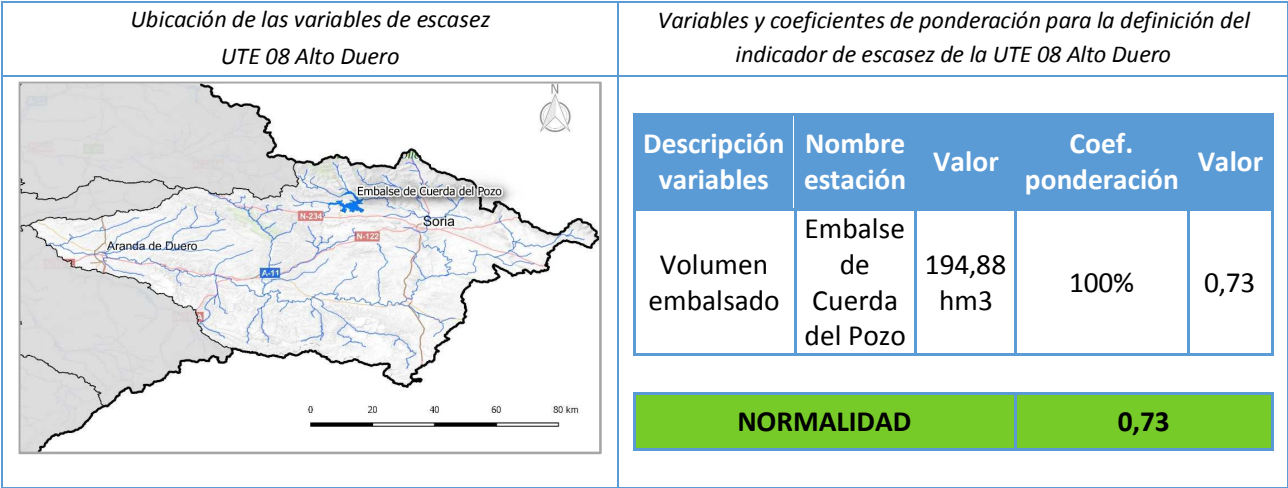 Ubicación de las variables de escasez
UTE 08 Alto Duero
Variables y coeficientes de ponderación para la definición del
indicador de escasez de la UTE 08 Alto Duero
N
Embalse de Cuerda del Pozo
N-234
Soria
N-122
Aranda de Duero
A-11
0 20 40 60 80 km
Descripción variables Nombre estación Valor Coef. ponderación Valor
Volumen embalsado Embalse de Cuerda del Pozo 194,88 hm3 100% 0,73
NORMALIDAD 0,73